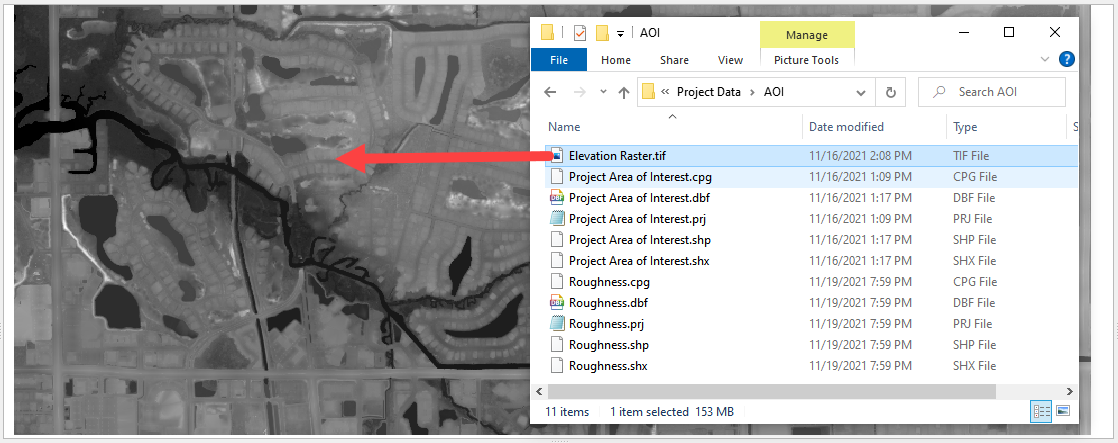 AOI
Manage
File Home Share View Picture Tools
« Project Data > AOI
Search AOI
Name Date modified Type S
Elevation Raster.tif 11/16/2021 2:08 PM TIF File
Project Area of Interest.cpg 11/16/2021 1:09 PM CPG File
Project Area of Interest.dbf 11/16/2021 1:17 PM DBF File
Project Area of Interest.prj 11/16/2021 1:09 PM PRJ File
Project Area of Interest.shp 11/16/2021 1:17 PM SHP File
Project Area of Interest.shx 11/16/2021 1:17 PM SHX File
Roughness.cpg 11/19/2021 7:59 PM CPG File
Roughness.dbf 11/19/2021 7:59 PM DBF File
Roughness.prj 11/19/2021 7:59 PM PRJ File
Roughness.shp 11/19/2021 7:59 PM SHP File
Roughness.shx 11/19/2021 7:59 PM SHX File
11 items 1 item selected 153 MB